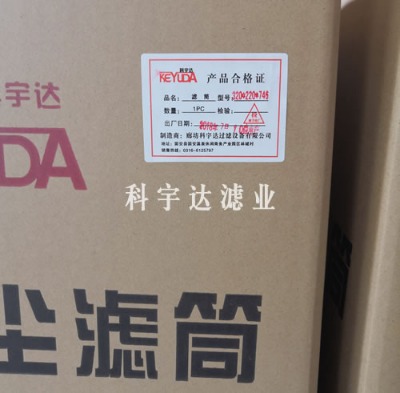 科宇达
KEYUDA 产品合格证
品名: 滤筒 型号: 220*220*745
数量: 1PC 检验:
出厂日期:
制造商: 廊坊科宇达过滤设备有限公司
科宇达
DA
科宇达滤业
尘滤筒